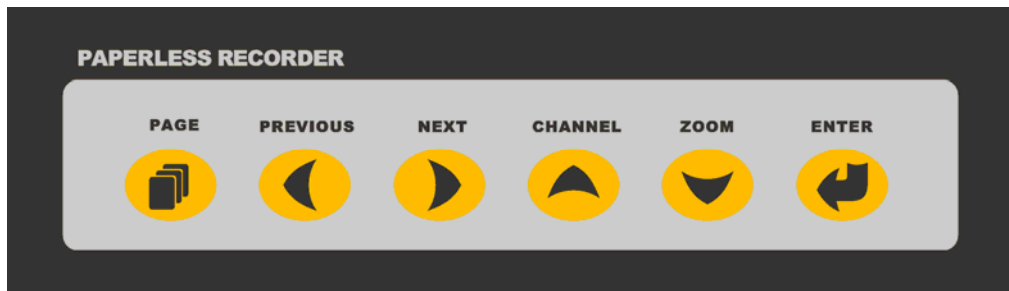 PAPERLESS RECORDER
PAGE PREVIOUS NEXT CHANNEL ZOOM ENTER